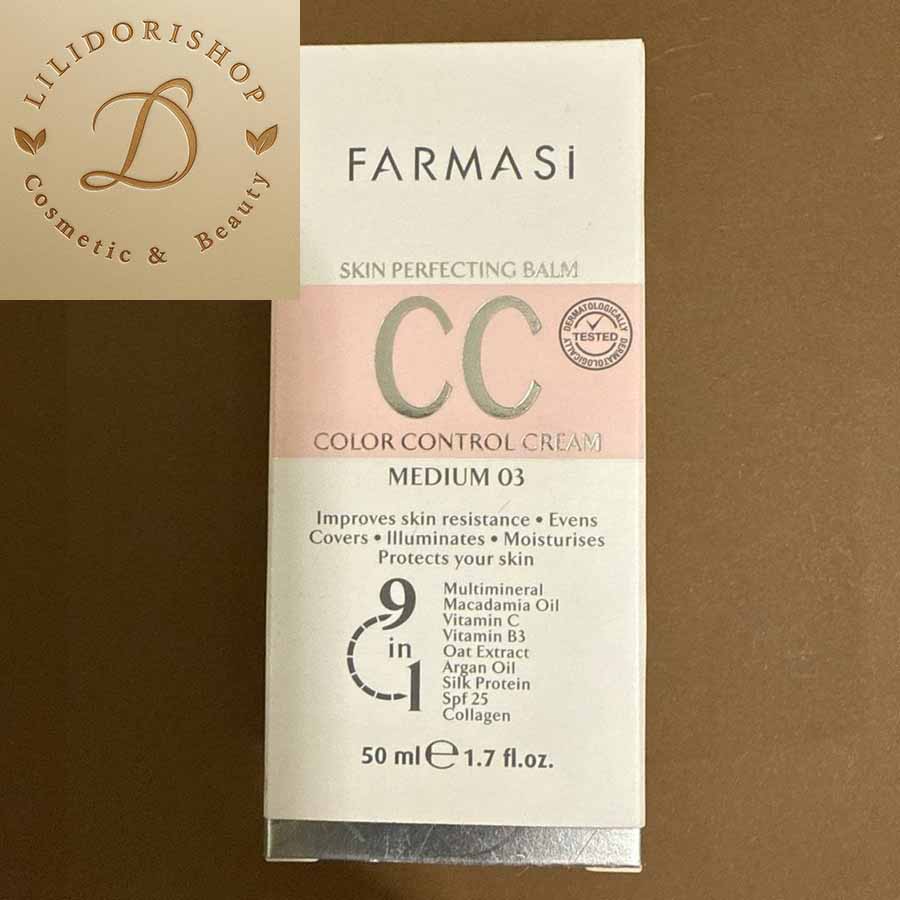 LILIDORISHOP
D
Cosmetic & Beauty
FARMASi
SKIN PERFECTING BALM
CC
DERMATOLOGICALLY
TESTED
DERMATOLOGICALLY
COLOR CONTROL CREAM
MEDIUM 03
Improves skin resistance • Evens
Covers • Illuminates • Moisturises
Protects your skin
9
in
1
Multimineral
Macadamia Oil
Vitamin C
Vitamin B3
Oat Extract
Argan Oil
Silk Protein
Spf 25
Collagen
50 ml ℮ 1.7 fl.oz.